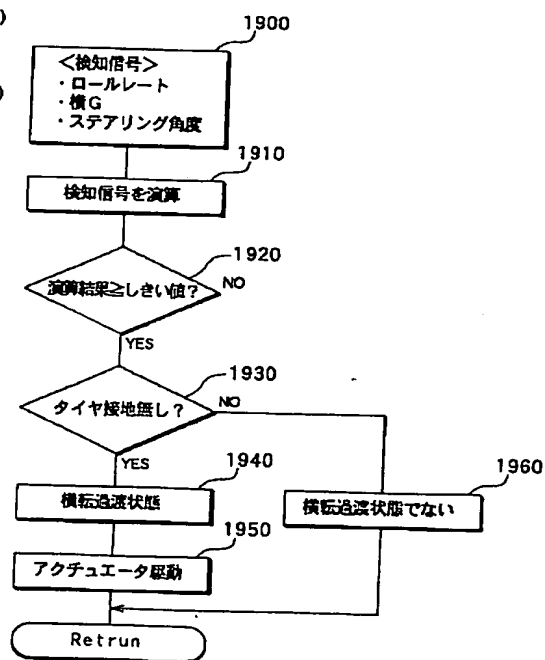 1900
＜検知信号＞
・ロールレート
・横G
・ステアリング角度
1910
検知信号を演算
1920
演算結果≧しきい値？
NO
YES
1930
タイヤ接地無し？
NO
YES
1940
横転過渡状態
1960
横転過渡状態でない
1950
アクチュエータ駆動
Retrun